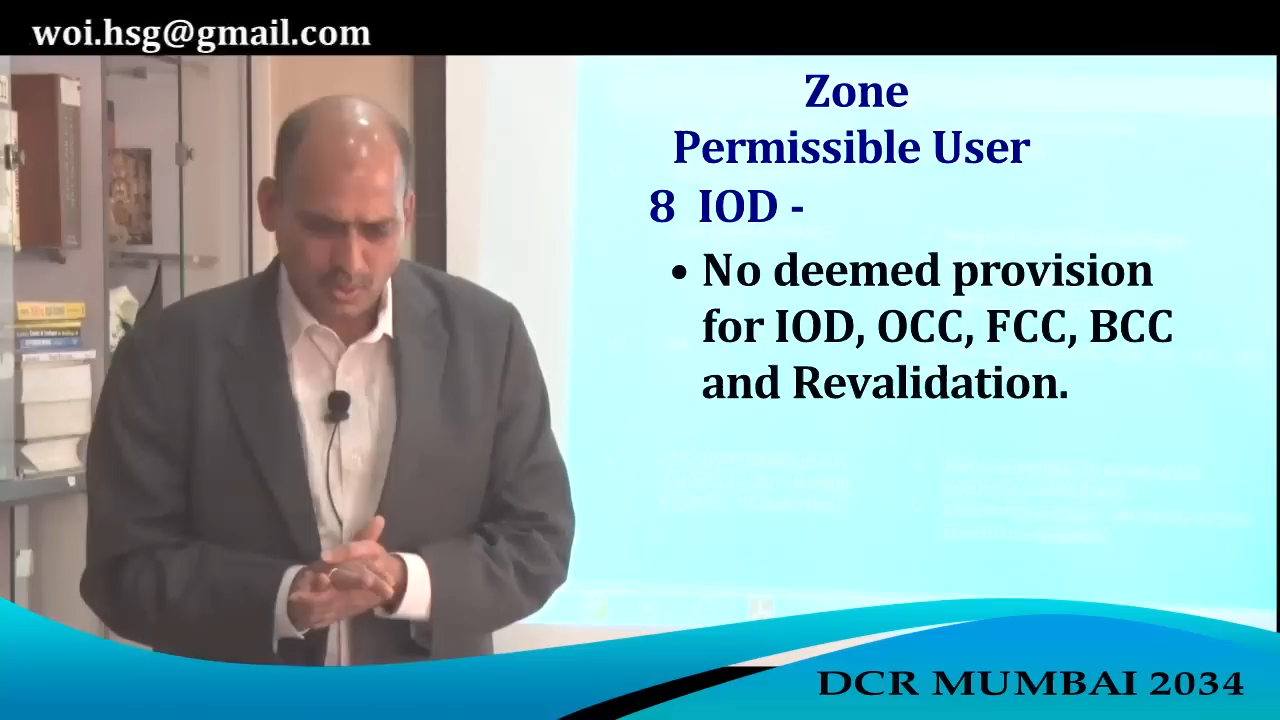 woi.hsg@gmail.com
Zone
Permissible User
8 IOD -
• No deemed provision
for IOD, OCC, FCC, BCC
and Revalidation.
DCR MUMBAI 2034